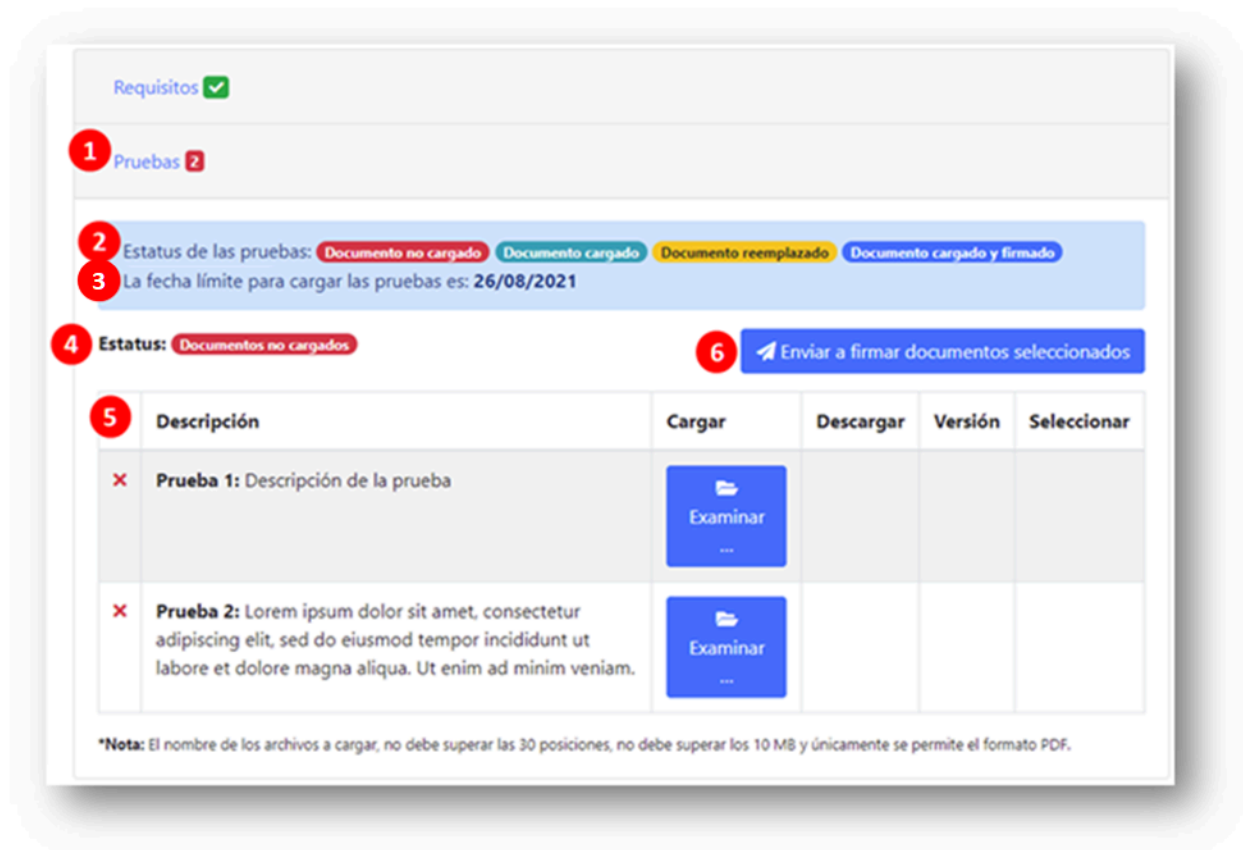 Requisitos
1 Pruebas 2
2 Estatus de las pruebas: Documento no cargado Documento cargado Documento reemplazado Documento cargado y firmado
3 La fecha límite para cargar las pruebas es: 26/08/2021
4 Estatus: Documentos no cargados 6 Enviar a firmar documentos seleccionados
5 Descripción Cargar Descargar Versión Seleccionar
Prueba 1: Descripción de la prueba
Examinar
...
Prueba 2: Lorem ipsum dolor sit amet, consectetur
adipiscing elit, sed do eiusmod tempor incididunt ut
labore et dolore magna aliqua. Ut enim ad minim veniam.
Examinar
...
*Nota: El nombre de los archivos a cargar, no debe superar las 30 posiciones, no debe superar los 10 MB y únicamente se permite el formato PDF.